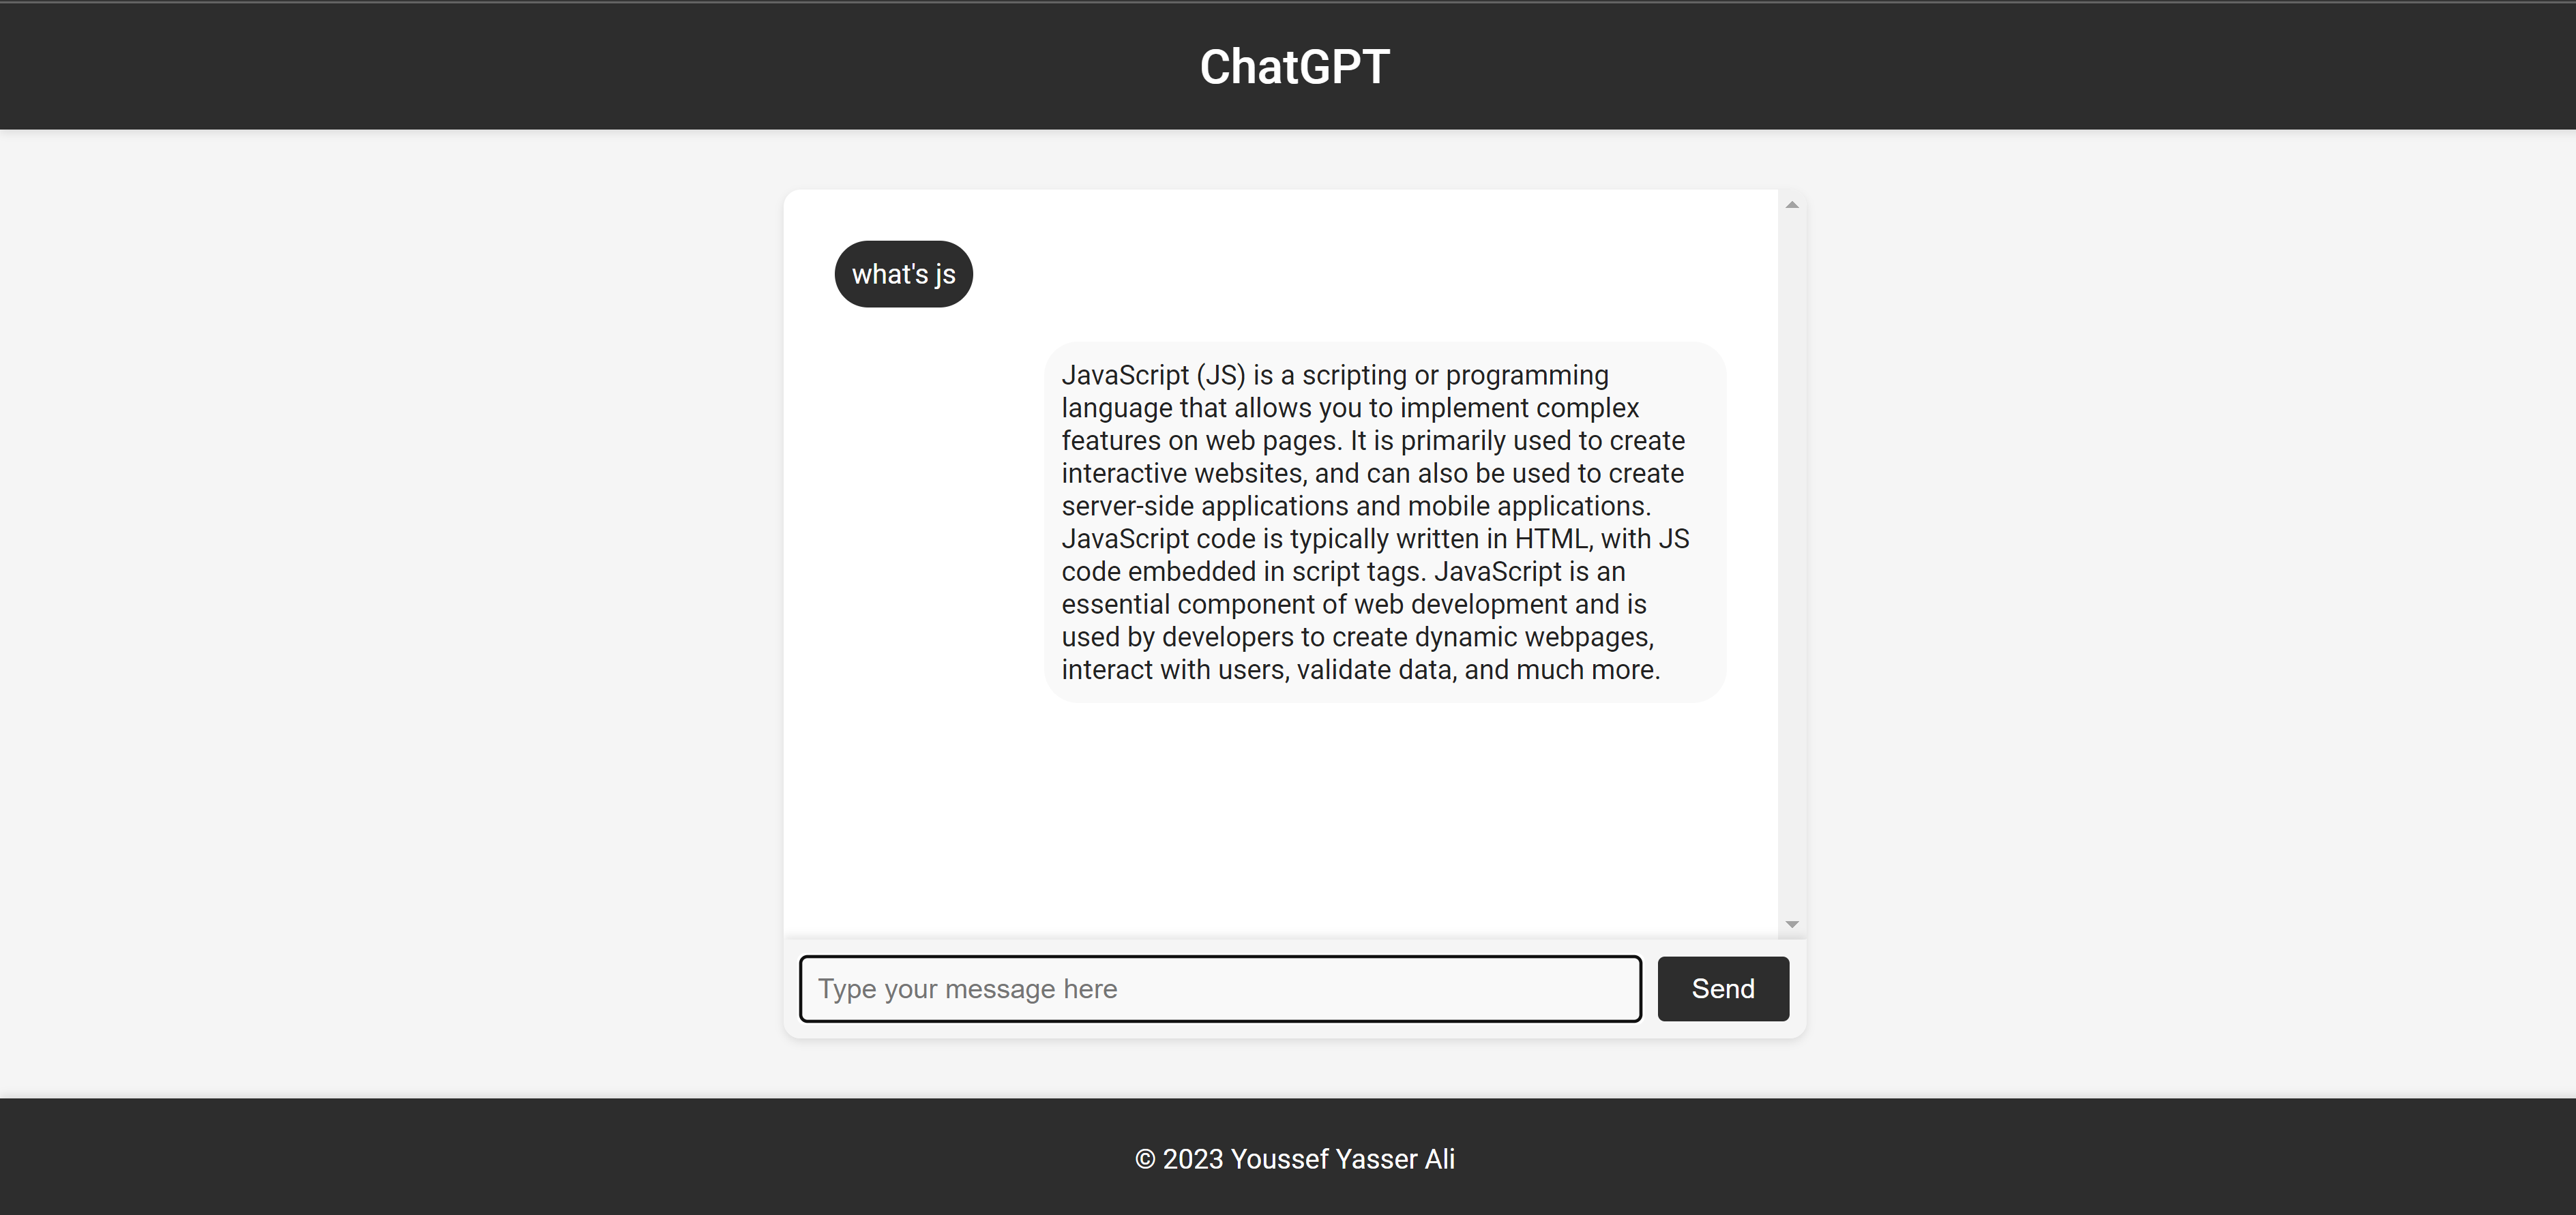 ChatGPT
what's js
JavaScript (JS) is a scripting or programming
language that allows you to implement complex
features on web pages. It is primarily used to create
interactive websites, and can also be used to create
server-side applications and mobile applications.
JavaScript code is typically written in HTML, with JS
code embedded in script tags. JavaScript is an
essential component of web development and is
used by developers to create dynamic webpages,
interact with users, validate data, and much more.
Type your message here
Send
© 2023 Youssef Yasser Ali